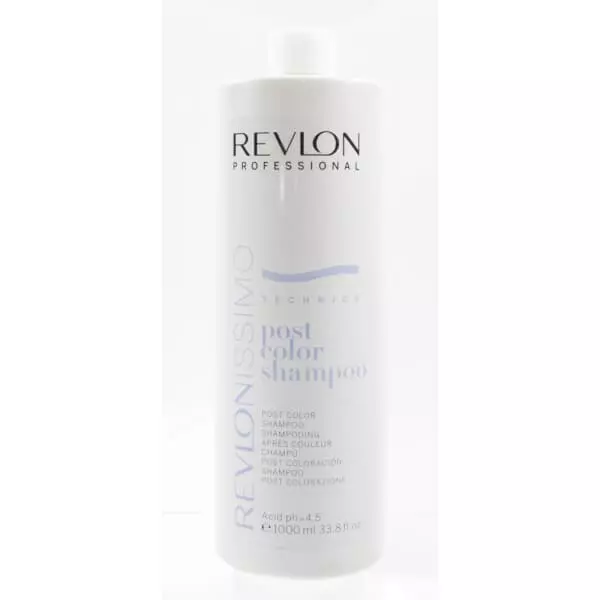 REVLON
PROFESSIONAL
REVLONISSIMO
TECHNICS
post
color
shampoo
POST COLOR
SHAMPOO
SHAMPOOING
APRÈS COULEUR
CHAMPÚ
POST COLORACIÓN
SHAMPOO
POST COLORAZIONE
Acid ph=4.5
℮1000 ml 33.8 fl oz